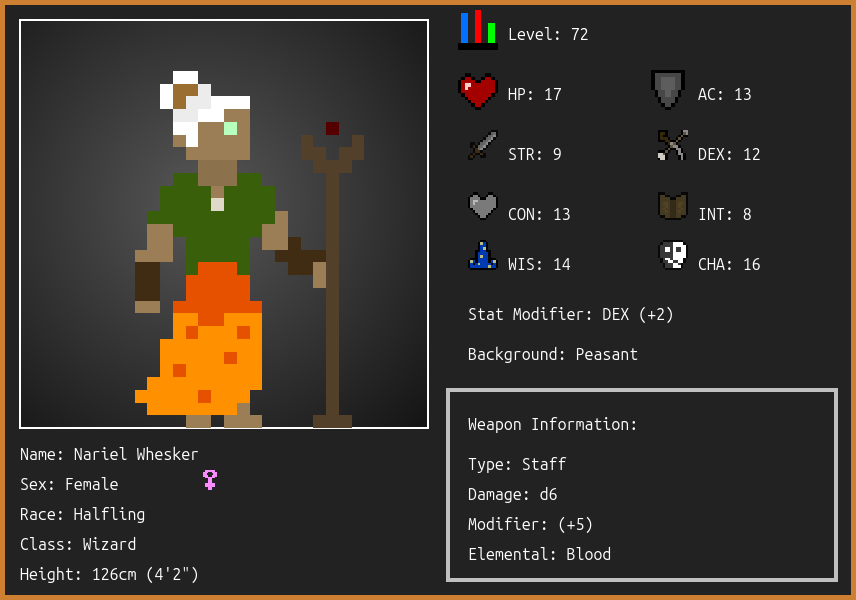 Level: 72
HP: 17
AC: 13
STR: 9
DEX: 12
CON: 13
INT: 8
WIS: 14
CHA: 16
Stat Modifier: DEX (+2)
Background: Peasant
Weapon Information:
Type: Staff
Damage: d6
Modifier: (+5)
Elemental: Blood
Name: Nariel Whesker
Sex: Female
Race: Halfling
Class: Wizard
Height: 126cm (4'2")